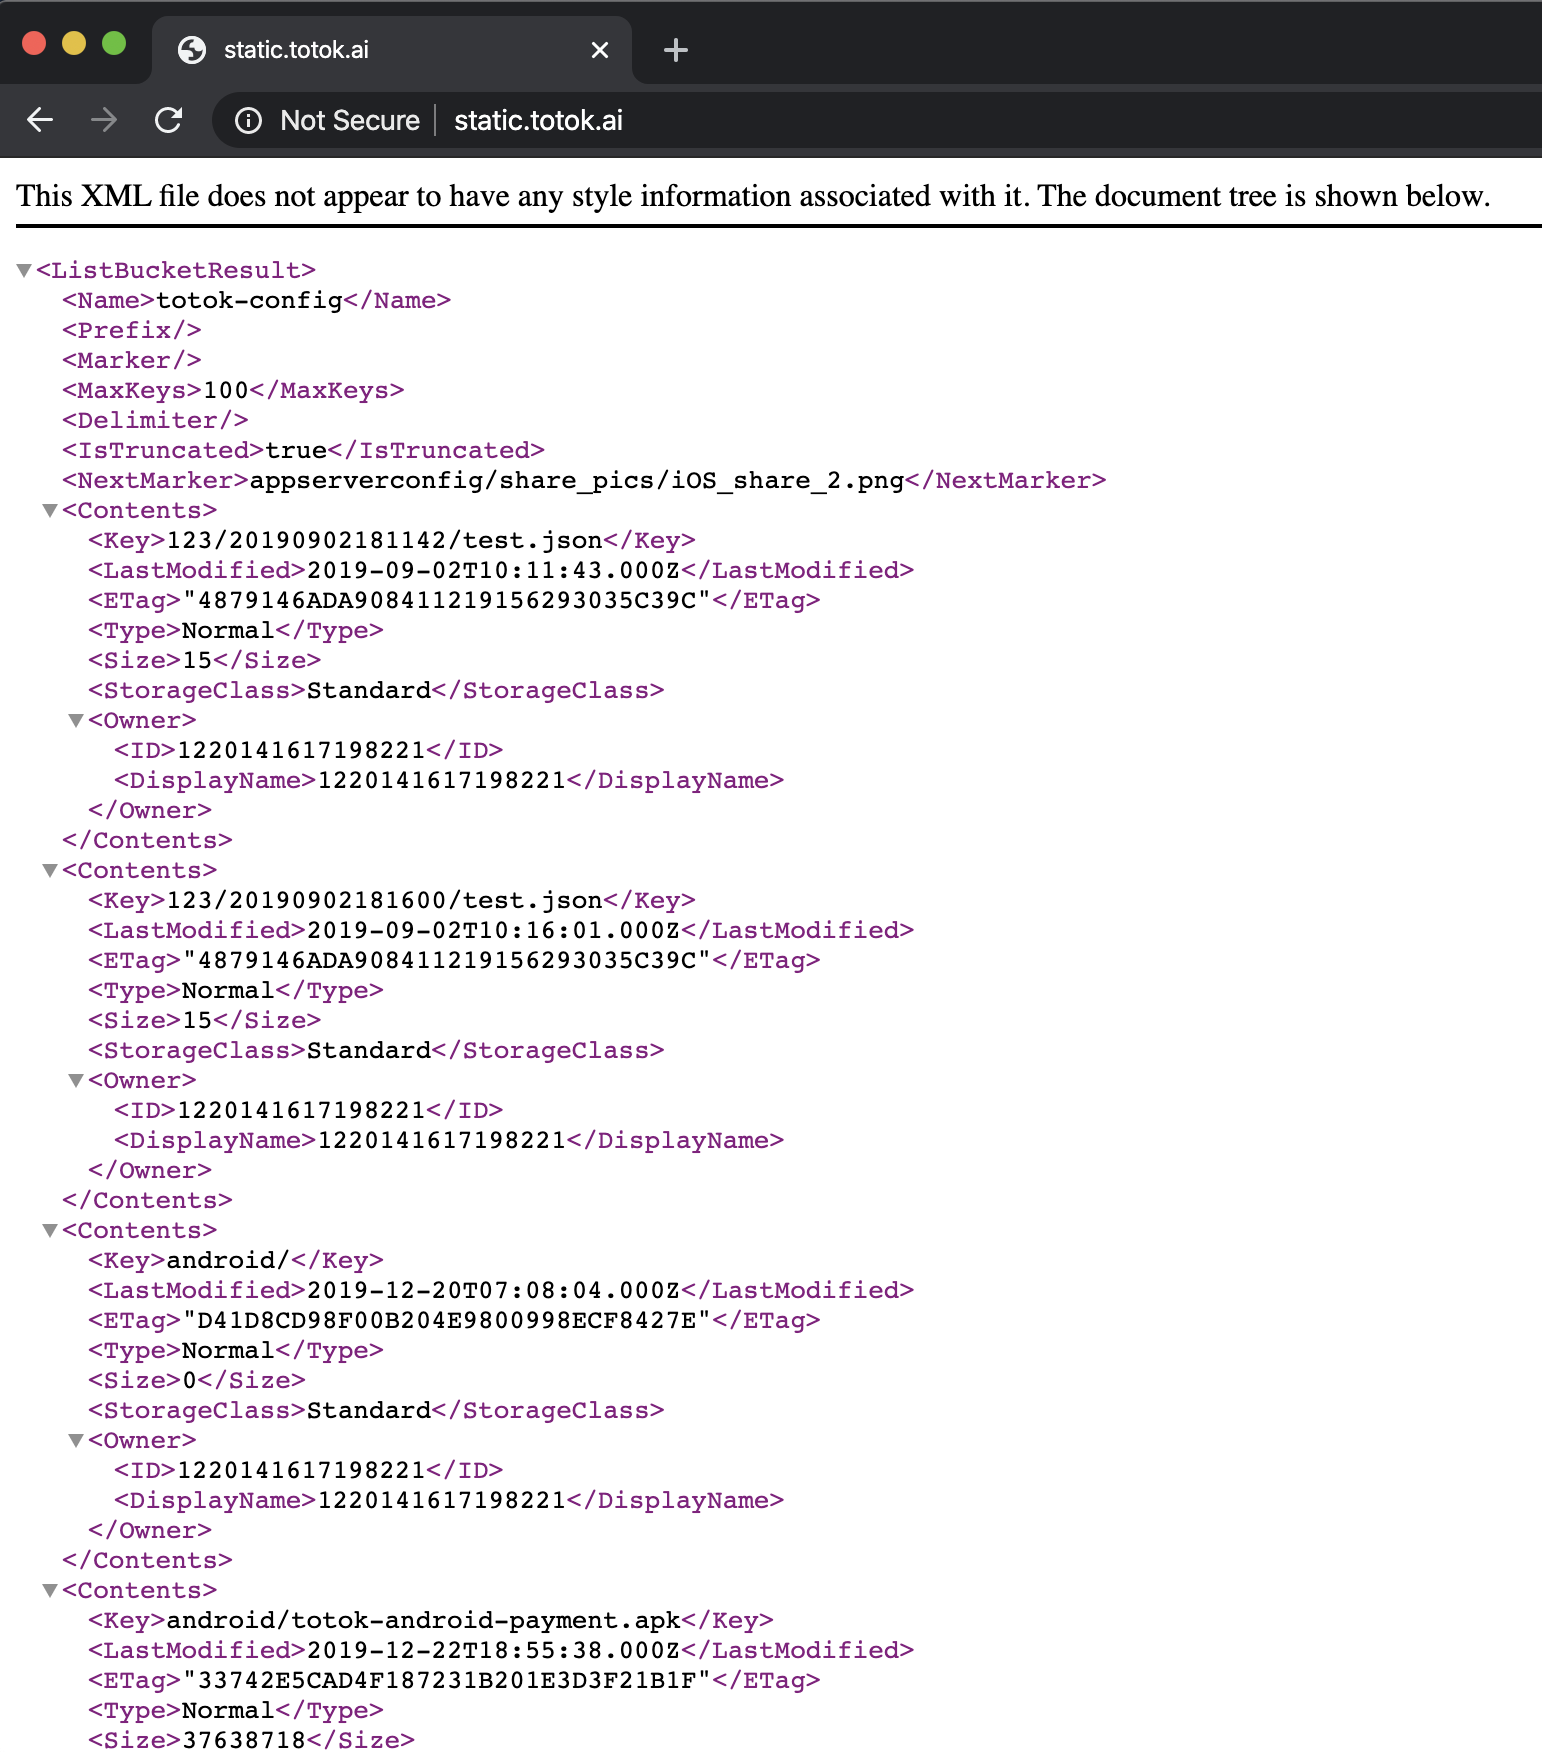 static.totok.ai
Not Secure static.totok.ai
This XML file does not appear to have any style information associated with it. The document tree is shown below.
<ListBucketResult>
<Name>totok-config</Name>
<Prefix/>
<Marker/>
<MaxKeys>100</MaxKeys>
<Delimiter/>
<IsTruncated>true</IsTruncated>
<NextMarker>appserverconfig/share_pics/iOS_share_2.png</NextMarker>
<Contents>
<Key>123/20190902181142/test.json</Key>
<LastModified>2019-09-02T10:11:43.000Z</LastModified>
<ETag>"4879146ADA908411219156293035C39C"</ETag>
<Type>Normal</Type>
<Size>15</Size>
<StorageClass>Standard</StorageClass>
<Owner>
<ID>1220141617198221</ID>
<DisplayName>1220141617198221</DisplayName>
</Owner>
</Contents>
<Contents>
<Key>123/20190902181600/test.json</Key>
<LastModified>2019-09-02T10:16:01.000Z</LastModified>
<ETag>"4879146ADA908411219156293035C39C"</ETag>
<Type>Normal</Type>
<Size>15</Size>
<StorageClass>Standard</StorageClass>
<Owner>
<ID>1220141617198221</ID>
<DisplayName>1220141617198221</DisplayName>
</Owner>
</Contents>
<Contents>
<Key>android/</Key>
<LastModified>2019-12-20T07:08:04.000Z</LastModified>
<ETag>"D41D8CD98F00B204E9800998ECF8427E"</ETag>
<Type>Normal</Type>
<Size>0</Size>
<StorageClass>Standard</StorageClass>
<Owner>
<ID>1220141617198221</ID>
<DisplayName>1220141617198221</DisplayName>
</Owner>
</Contents>
<Contents>
<Key>android/totok-android-payment.apk</Key>
<LastModified>2019-12-22T18:55:38.000Z</LastModified>
<ETag>"33742E5CAD4F187231B201E3D3F21B1F"</ETag>
<Type>Normal</Type>
<Size>37638718</Size>